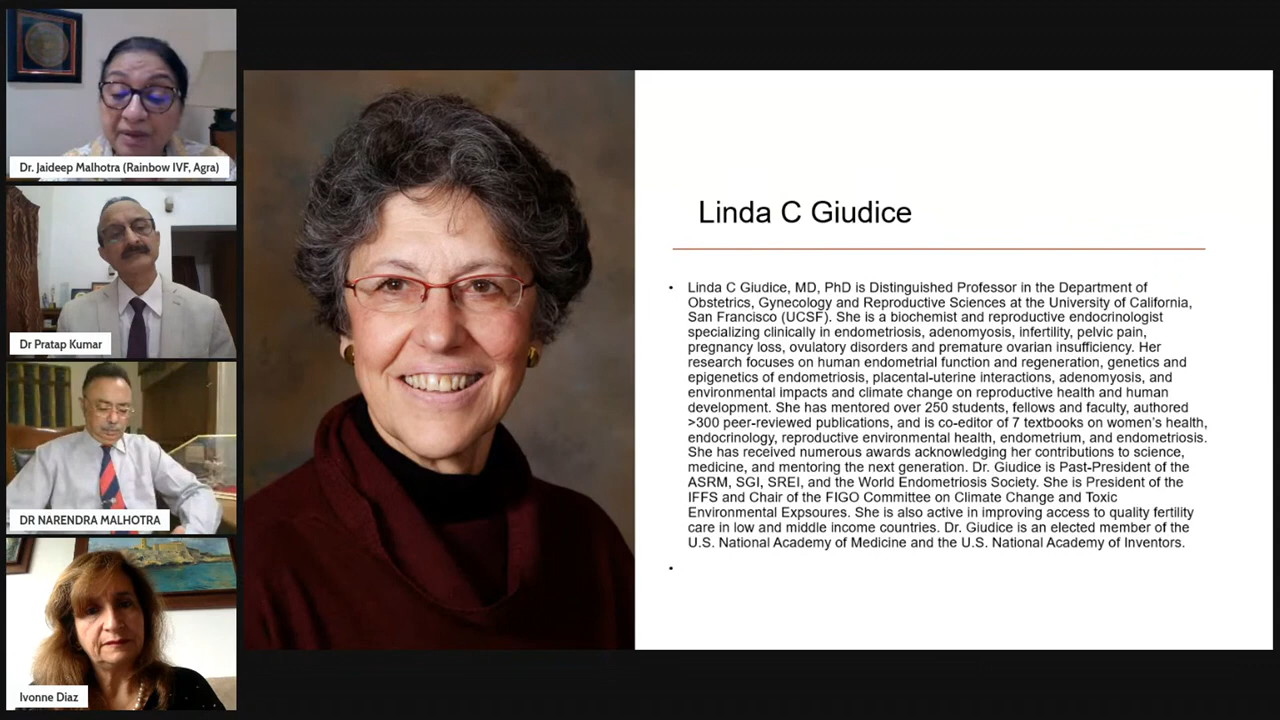 Dr. Jaideep Malhotra (Rainbow IVF, Agra)
Dr Pratap Kumar
DR NARENDRA MALHOTRA
Ivonne Diaz
Linda C Giudice
• Linda C Giudice, MD, PhD is Distinguished Professor in the Department of
Obstetrics, Gynecology and Reproductive Sciences at the University of California,
San Francisco (UCSF). She is a biochemist and reproductive endocrinologist
specializing clinically in endometriosis, adenomyosis, infertility, pelvic pain,
pregnancy loss, ovulatory disorders and premature ovarian insufficiency. Her
research focuses on human endometrial function and regeneration, genetics and
epigenetics of endometriosis, placental-uterine interactions, adenomyosis, and
environmental impacts and climate change on reproductive health and human
development. She has mentored over 250 students, fellows and faculty, authored
>300 peer-reviewed publications, and is co-editor of 7 textbooks on women's health,
endocrinology, reproductive environmental health, endometrium, and endometriosis.
She has received numerous awards acknowledging her contributions to science,
medicine, and mentoring the next generation. Dr. Giudice is Past-President of the
ASRM, SGI, SREI, and the World Endometriosis Society. She is President of the
IFFS and Chair of the FIGO Committee on Climate Change and Toxic
Environmental Expsoures. She is also active in improving access to quality fertility
care in low and middle income countries. Dr. Giudice is an elected member of the
U.S. National Academy of Medicine and the U.S. National Academy of Inventors.
•